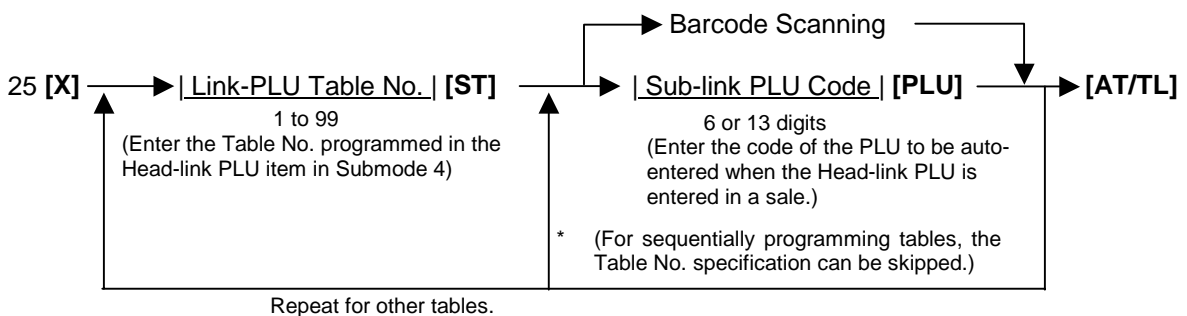 Barcode Scanning
25 [X] | Link-PLU Table No. | [ST] | Sub-link PLU Code | [PLU] [AT/TL]
1 to 99
(Enter the Table No. programmed in the
Head-link PLU item in Submode 4)
6 or 13 digits
(Enter the code of the PLU to be auto-
entered when the Head-link PLU is
entered in a sale.)
* (For sequentially programming tables, the
Table No. specification can be skipped.)
Repeat for other tables.